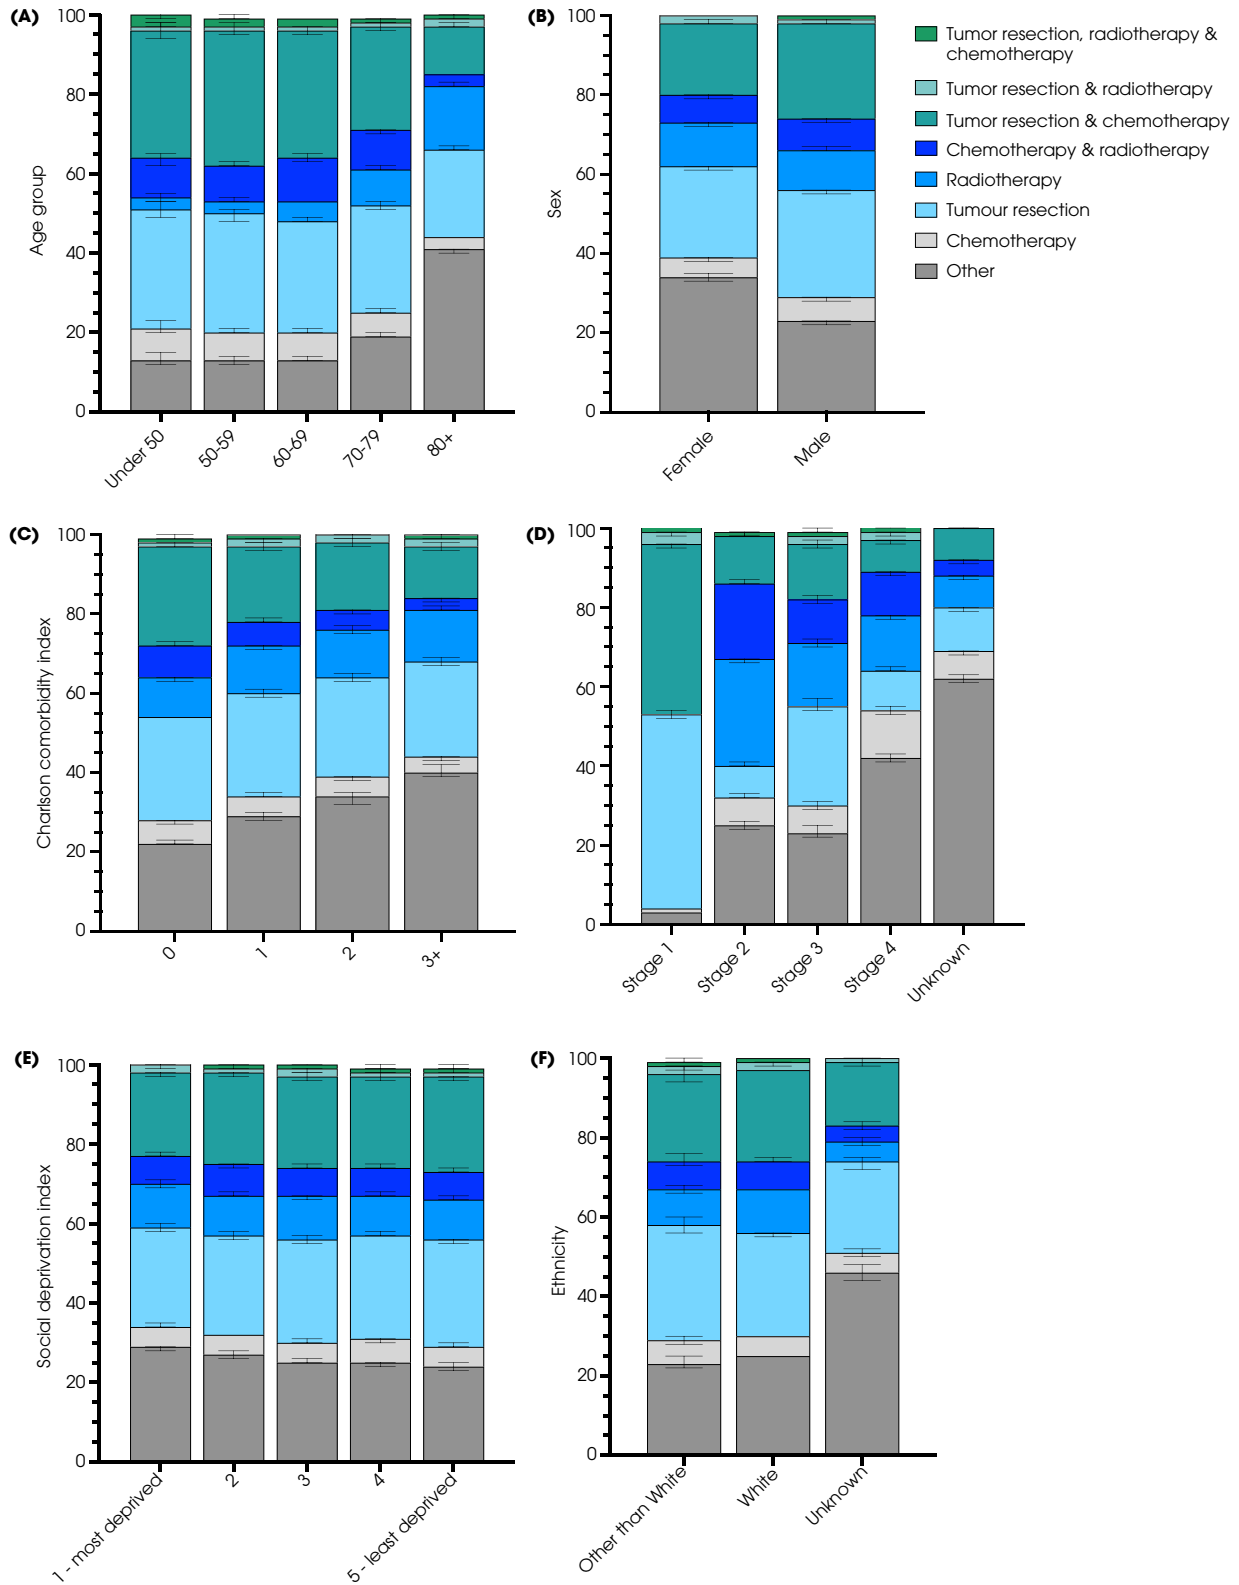 (A)
100
80
60
40
20
0
Age group
Under 50
50-59
60-69
70-79
80+
(B)
100
80
60
40
20
0
Sex
Female
Male
Tumor resection, radiotherapy &
chemotherapy
Tumor resection & radiotherapy
Tumor resection & chemotherapy
Chemotherapy & radiotherapy
Radiotherapy
Tumour resection
Chemotherapy
Other
(C)
100
80
60
40
20
0
Charlson comorbidity index
0
1
2
3+
(D)
100
80
60
40
20
0
Stage 1
Stage 2
Stage 3
Stage 4
Unknown
(E)
100
80
60
40
20
0
Social deprivation index
1 - most deprived
2
3
4
5 - least deprived
(F)
100
80
60
40
20
0
Ethnicity
Other than White
White
Unknown